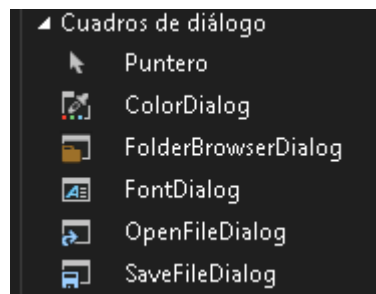 Cuadros de diálogo
Puntero
ColorDialog
FolderBrowserDialog
FontDialog
OpenFileDialog
SaveFileDialog